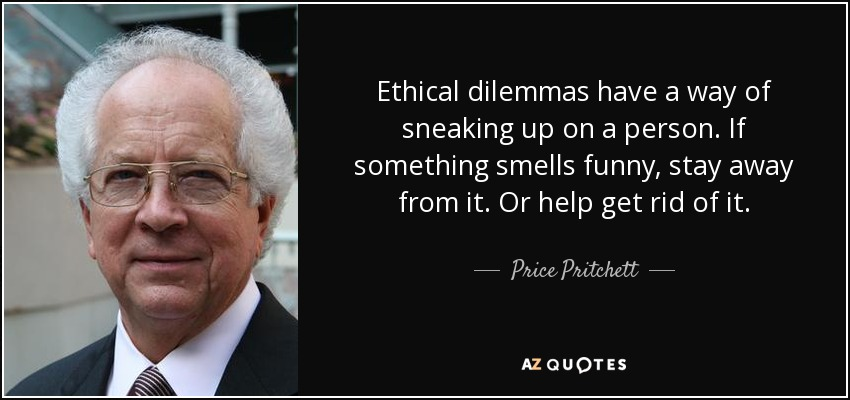 Ethical dilemmas have a way of
sneaking up on a person. If
something smells funny, stay away
from it. Or help get rid of it.
Price Pritchett
AZ QUOTES